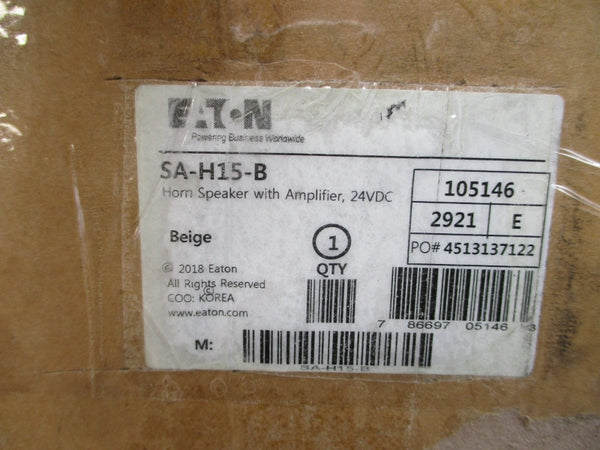 EATON
Powering Business Worldwide
SA-H15-B
Horn Speaker with Amplifier, 24VDC
105146
2921 E
PO# 4513137122
Beige
1
QTY
© 2018 Eaton
All Rights Reserved
COO: KOREA
www.eaton.com
7 86697 05146 3
M:
SA-H15-B